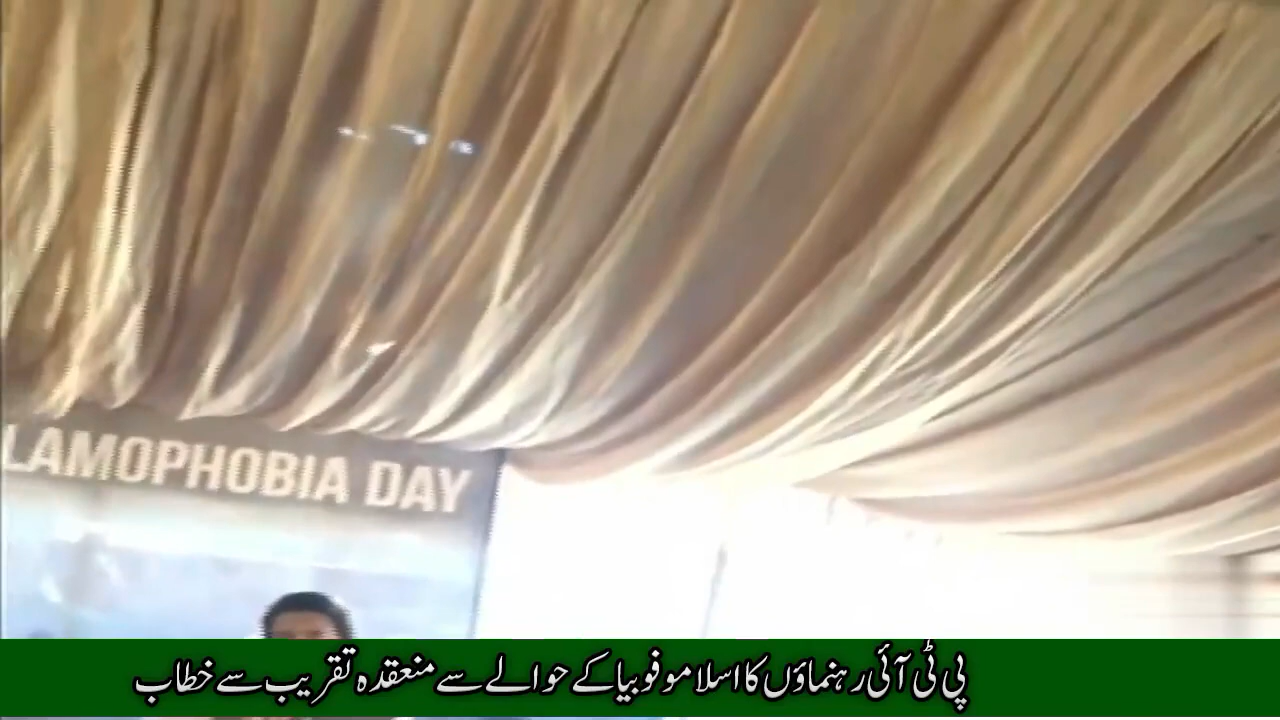 LAMOPHOBIA DAY
پی ٹی آئی رہنماؤں کا اسلاموفوبیا کے حوالے سے منعقدہ تقریب سے خطاب